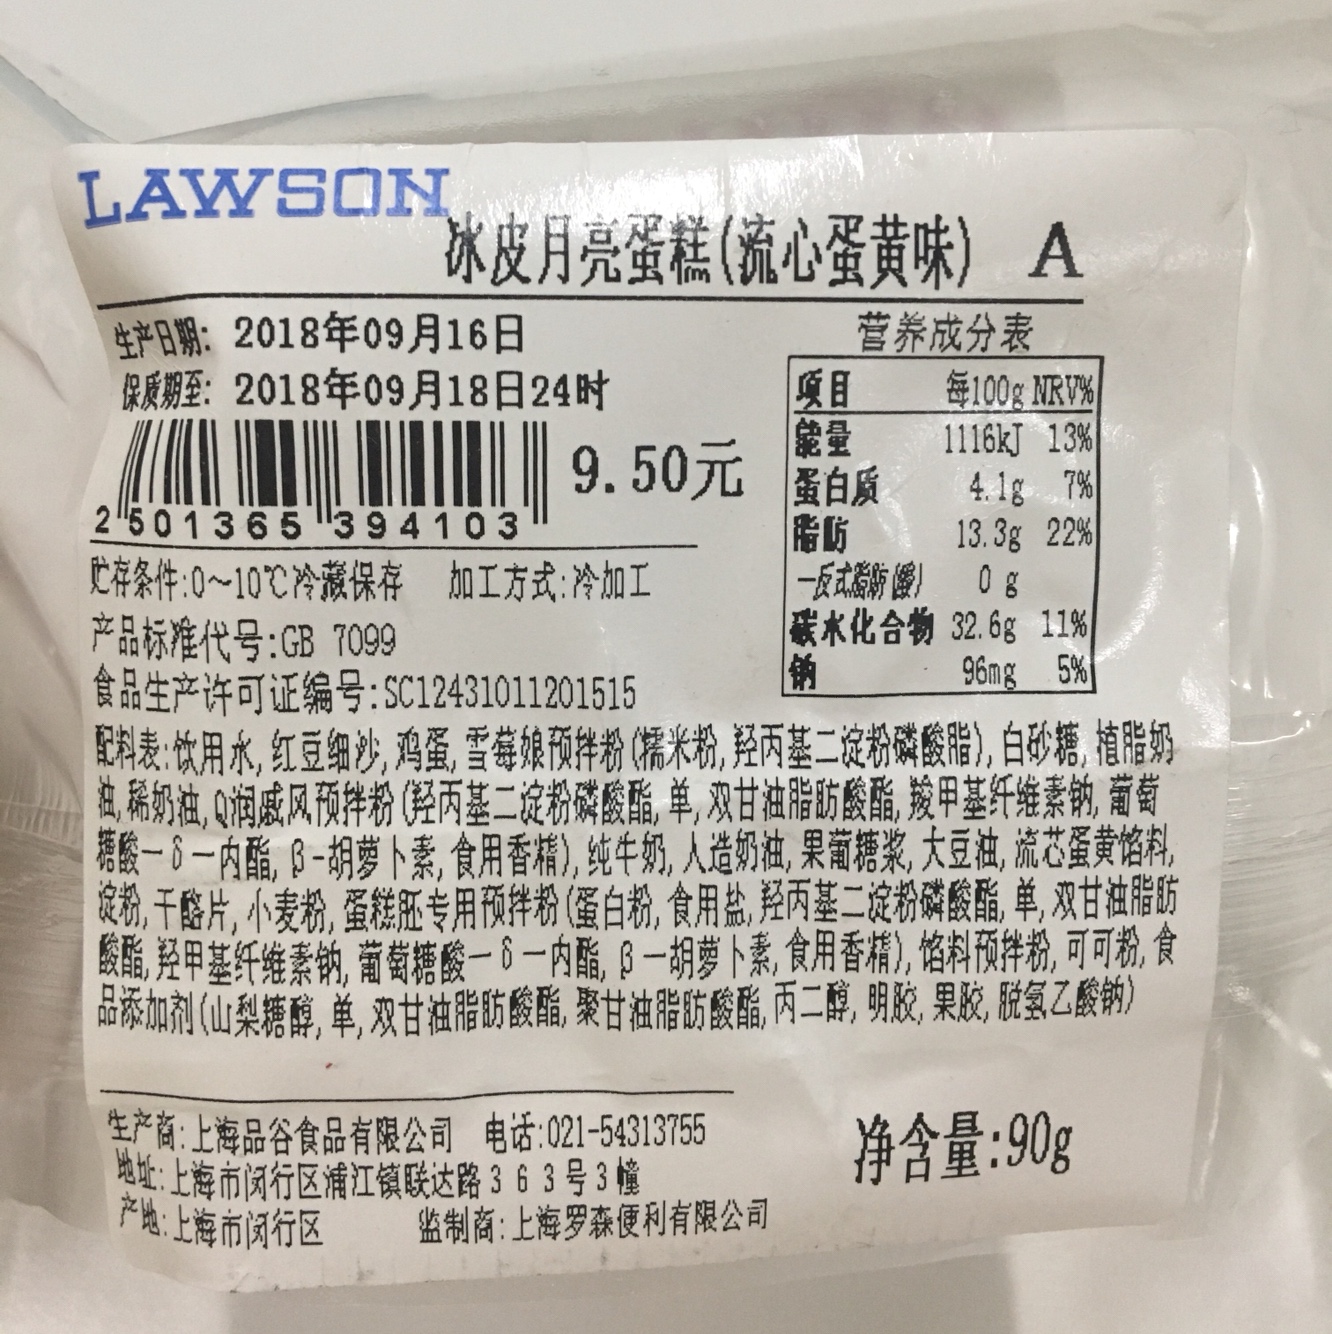 LAWSON
冰皮月亮蛋糕(流心蛋黄味) A
生产日期: 2018年09月16日
保质期至: 2018年09月18日24时
2 501365 394103
9.50元
营养成分表
项目 每100g NRV%
能量 1116kJ 13%
蛋白质 4.1g 7%
脂肪 13.3g 22%
—反式脂肪(酸) 0 g
碳水化合物 32.6g 11%
钠 96mg 5%
贮存条件:0~10℃冷藏保存 加工方式:冷加工
产品标准代号:GB 7099
食品生产许可证编号:SC12431011201515
配料表:饮用水,红豆细沙,鸡蛋,雪莓娘预拌粉(糯米粉,羟丙基二淀粉磷酸脂),白砂糖,植脂奶
油,稀奶油,Q润戚风预拌粉(羟丙基二淀粉磷酸酯,单,双甘油脂肪酸酯,羧甲基纤维素钠,葡萄
糖酸一δ一内酯,β-胡萝卜素,食用香精),纯牛奶,人造奶油,果葡糖浆,大豆油,流芯蛋黄馅料,
淀粉,干酪片,小麦粉,蛋糕胚专用预拌粉(蛋白粉,食用盐,羟丙基二淀粉磷酸酯,单,双甘油脂肪
酸酯,羟甲基纤维素钠,葡萄糖酸一δ一内酯,β一胡萝卜素,食用香精),馅料预拌粉,可可粉,食
品添加剂(山梨糖醇,单,双甘油脂肪酸酯,聚甘油脂肪酸酯,丙二醇,明胶,果胶,脱氢乙酸钠)
生产商:上海品谷食品有限公司 电话:021-54313755
地址:上海市闵行区浦江镇联达路363号3幢
产地:上海市闵行区 监制商:上海罗森便利有限公司
净含量:90g